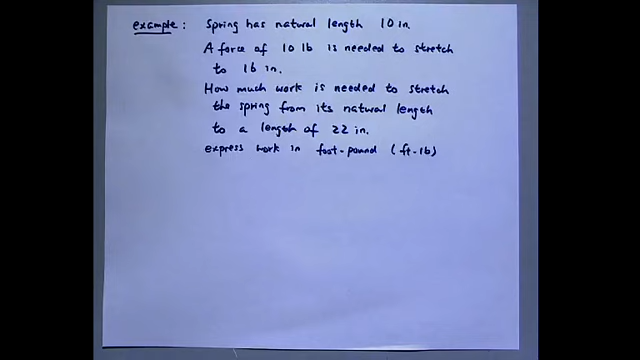 example: Spring has natural length 10 in.
A force of 10 lb is needed to stretch
to 16 in.
How much work is needed to stretch
the spring from its natural length
to a length of 22 in.
express work in foot-pound (ft-lb)